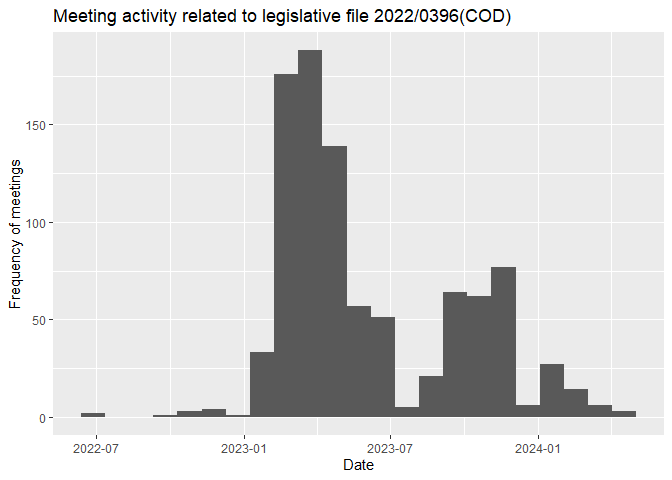 Meeting activity related to legislative file 2022/0396(COD)
150
100
50
0
Frequency of meetings
2022-07 2023-01 2023-07 2024-01
Date